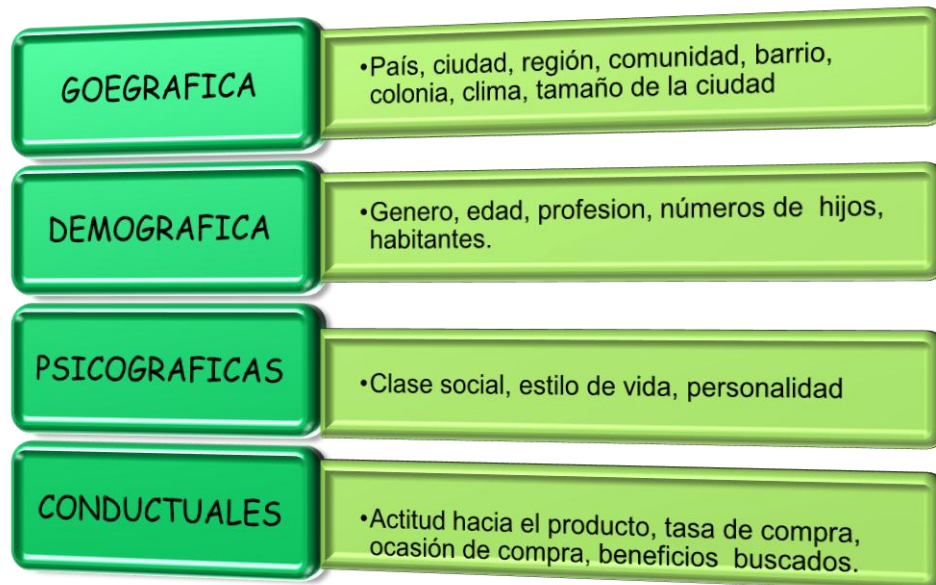 GOEGRAFICA
•País, ciudad, región, comunidad, barrio,
colonia, clima, tamaño de la ciudad
DEMOGRAFICA
•Genero, edad, profesion, números de hijos,
habitantes.
PSICOGRAFICAS
•Clase social, estilo de vida, personalidad
CONDUCTUALES
•Actitud hacia el producto, tasa de compra,
ocasión de compra, beneficios buscados.